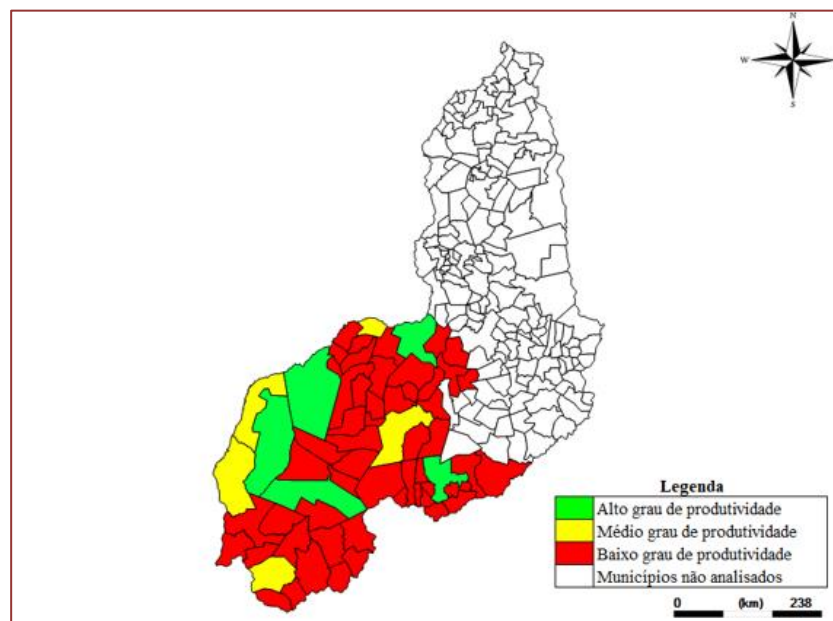 N
W
S
Legenda
Alto grau de produtividade
Médio grau de produtividade
Baixo grau de produtividade
Municípios não analisados
0 (km) 238